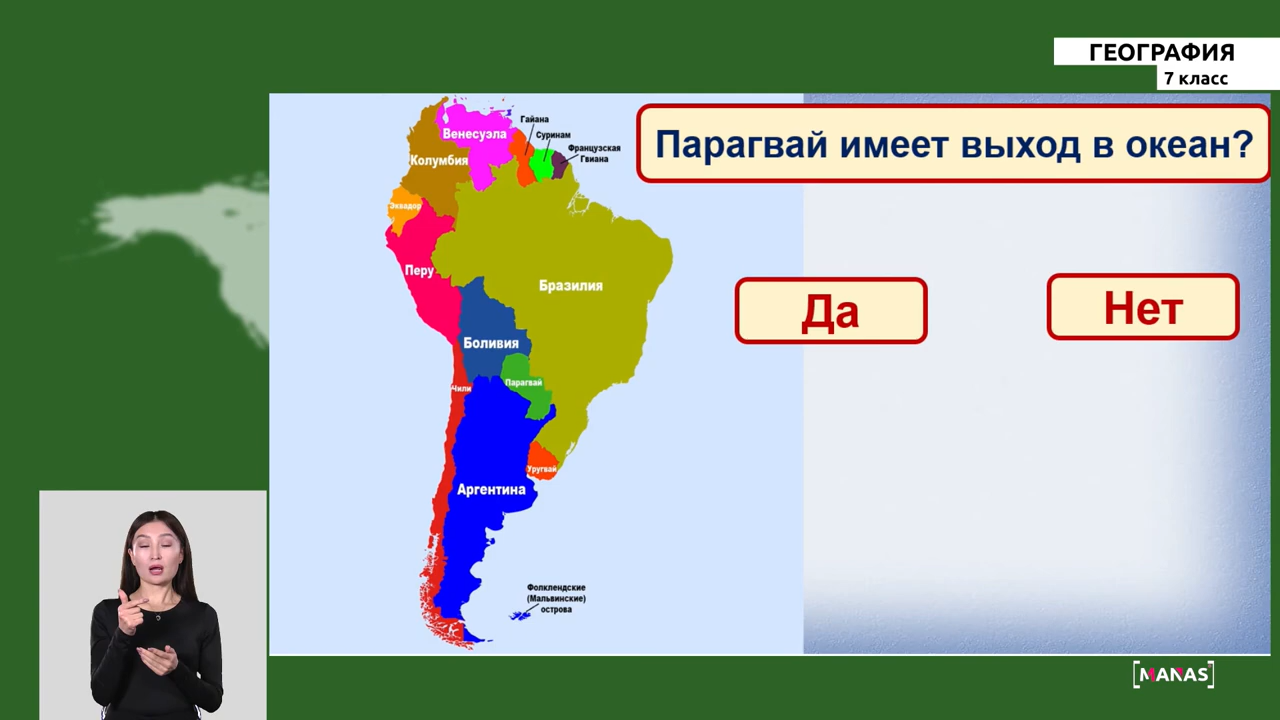 ГЕОГРАФИЯ
7 класс
Парагвай имеет выход в океан?
Да
Нет
Гайана
Венесуэла
Суринам
Французская
Гвиана
Колумбия
Эквадор
Перу
Бразилия
Боливия
Парагвай
Чили
Уругвай
Аргентина
Фолклендские
(Мальвинские)
острова
[MANAS]